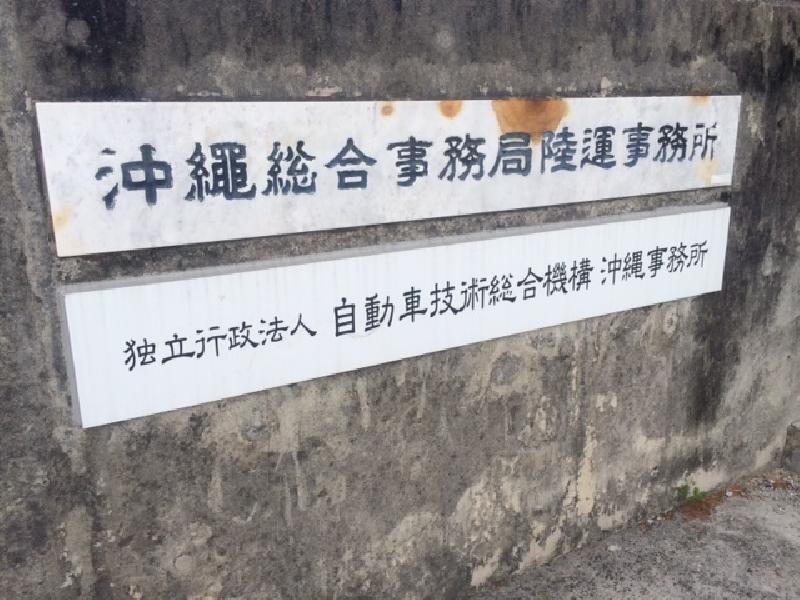 沖繩総合事務局陸運事務所
独立行政法人 自動車技術総合機構 沖縄事務所